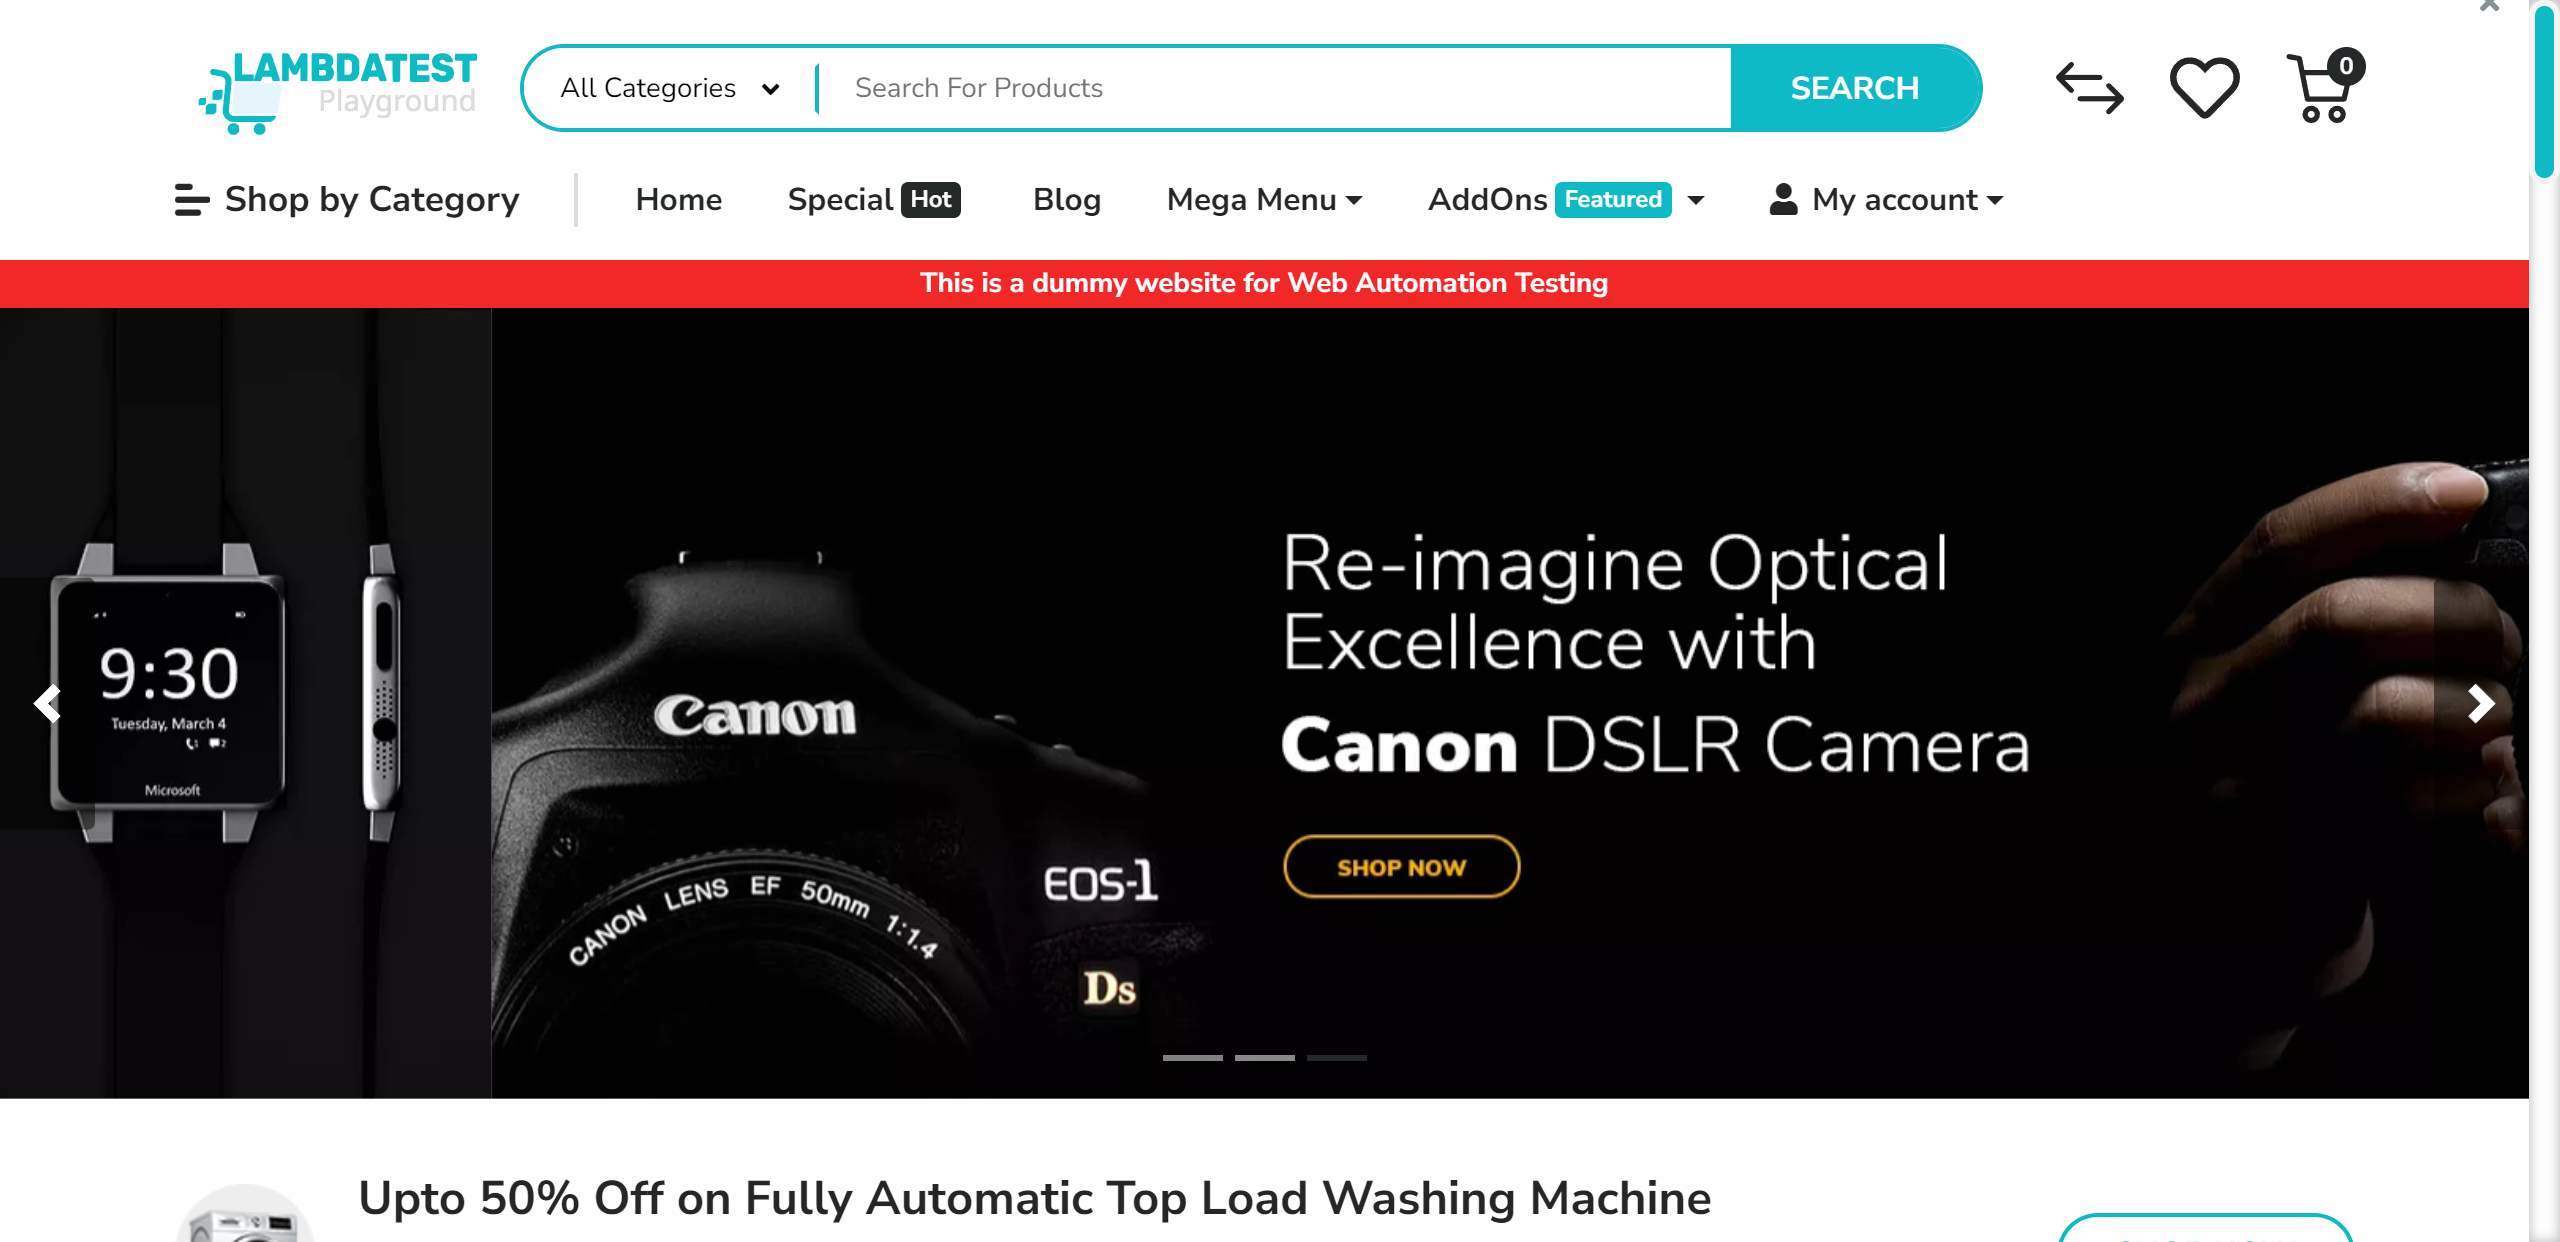 LAMBDATEST
Playground
All Categories
Search For Products
SEARCH
0
Shop by Category
Home
Special Hot
Blog
Mega Menu
AddOns Featured
My account
This is a dummy website for Web Automation Testing
9:30
Tuesday, March 4
Microsoft
Canon
EOS-1
Ds
CANON LENS EF 50mm 1:1.4
Re-imagine Optical
Excellence with
Canon DSLR Camera
SHOP NOW
Upto 50% Off on Fully Automatic Top Load Washing Machine